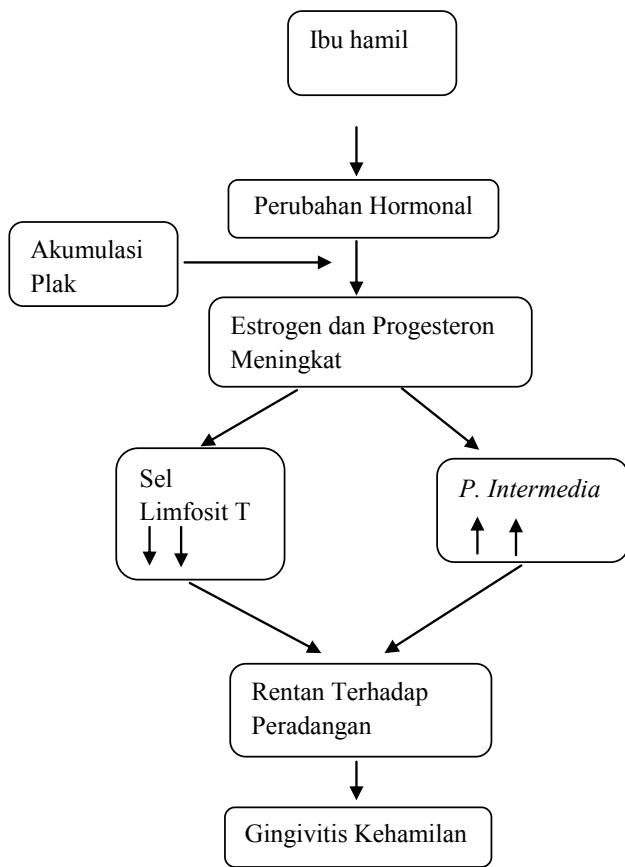 Ibu hamil
Perubahan Hormonal
Akumulasi
Plak
Estrogen dan Progesteron
Meningkat
Sel
Limfosit T
P. Intermedia
Rentan Terhadap
Peradangan
Gingivitis Kehamilan